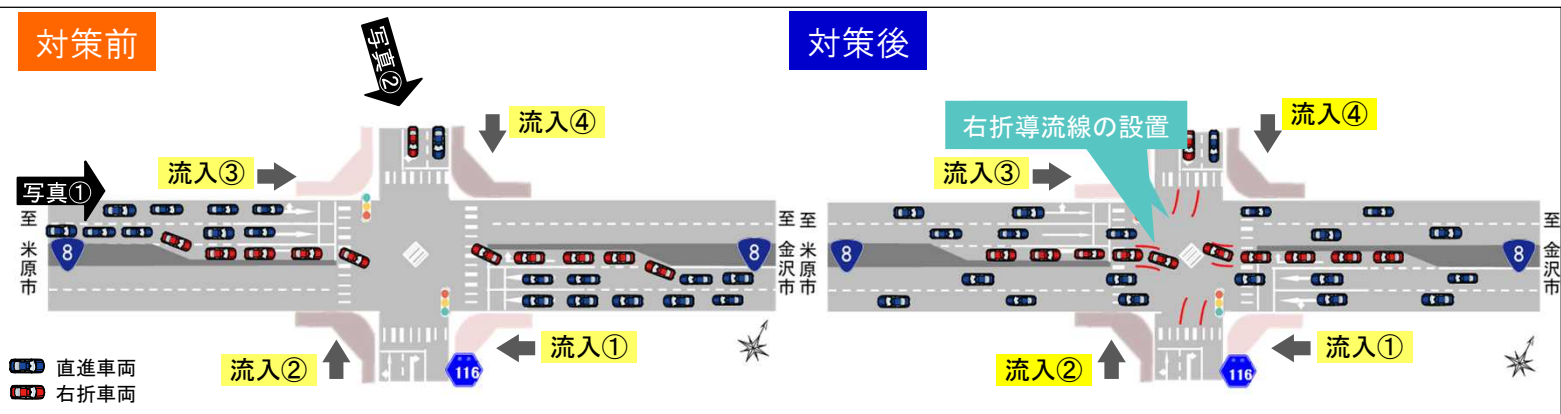 対策前
写真②
流入④
流入③
写真①
至米原市
8
8
至金沢市
流入②
流入①
116
直進車両
右折車両
対策後
右折導流線の設置
流入④
流入③
至米原市
8
8
至金沢市
流入②
流入①
116